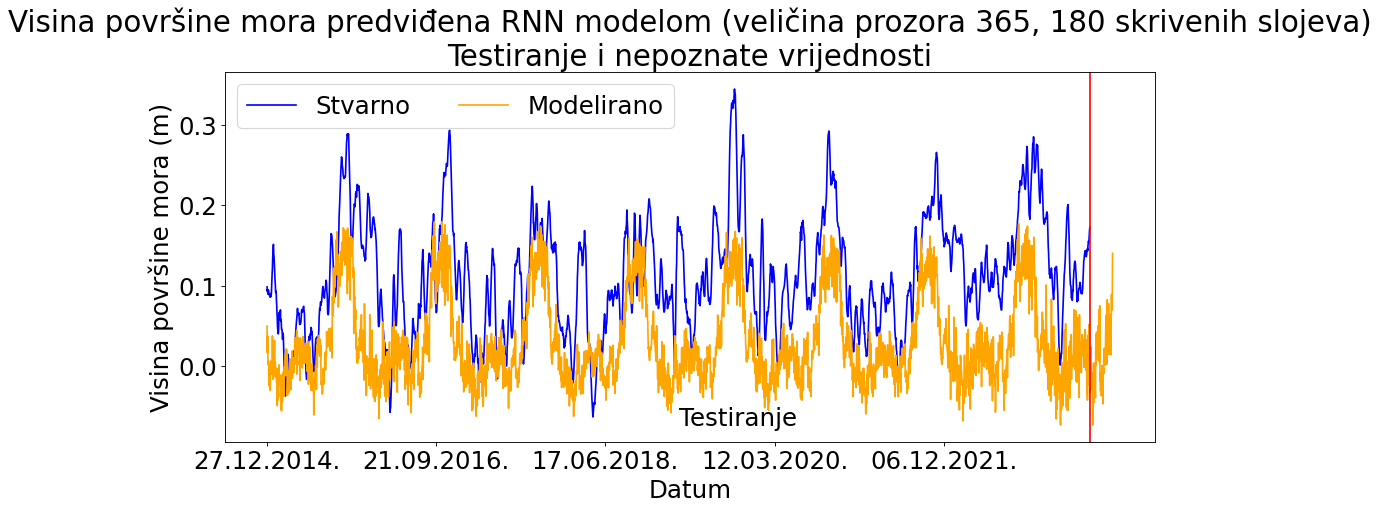 Visina površine mora predviđena RNN modelom (veličina prozora 365, 180 skrivenih slojeva)
Testiranje i nepoznate vrijednosti
Stvarno
Modelirano
Visina površine mora (m)
0.3
0.2
0.1
0.0
Testiranje
27.12.2014.
21.09.2016.
17.06.2018.
12.03.2020.
06.12.2021.
Datum